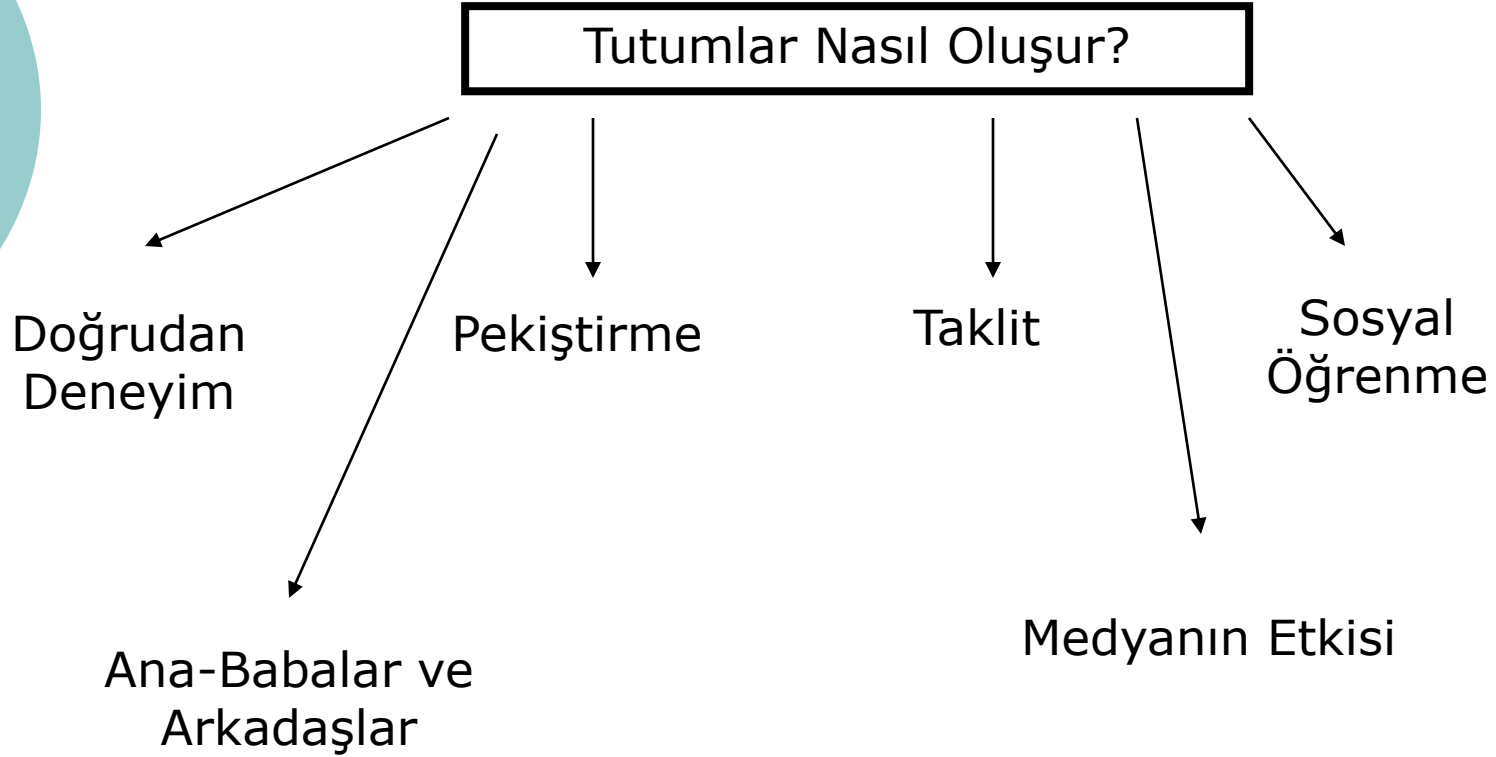 Tutumlar Nasıl Oluşur?
Doğrudan
Deneyim
Pekiştirme
Taklit
Sosyal
Öğrenme
Ana-Babalar ve
Arkadaşlar
Medyanın Etkisi